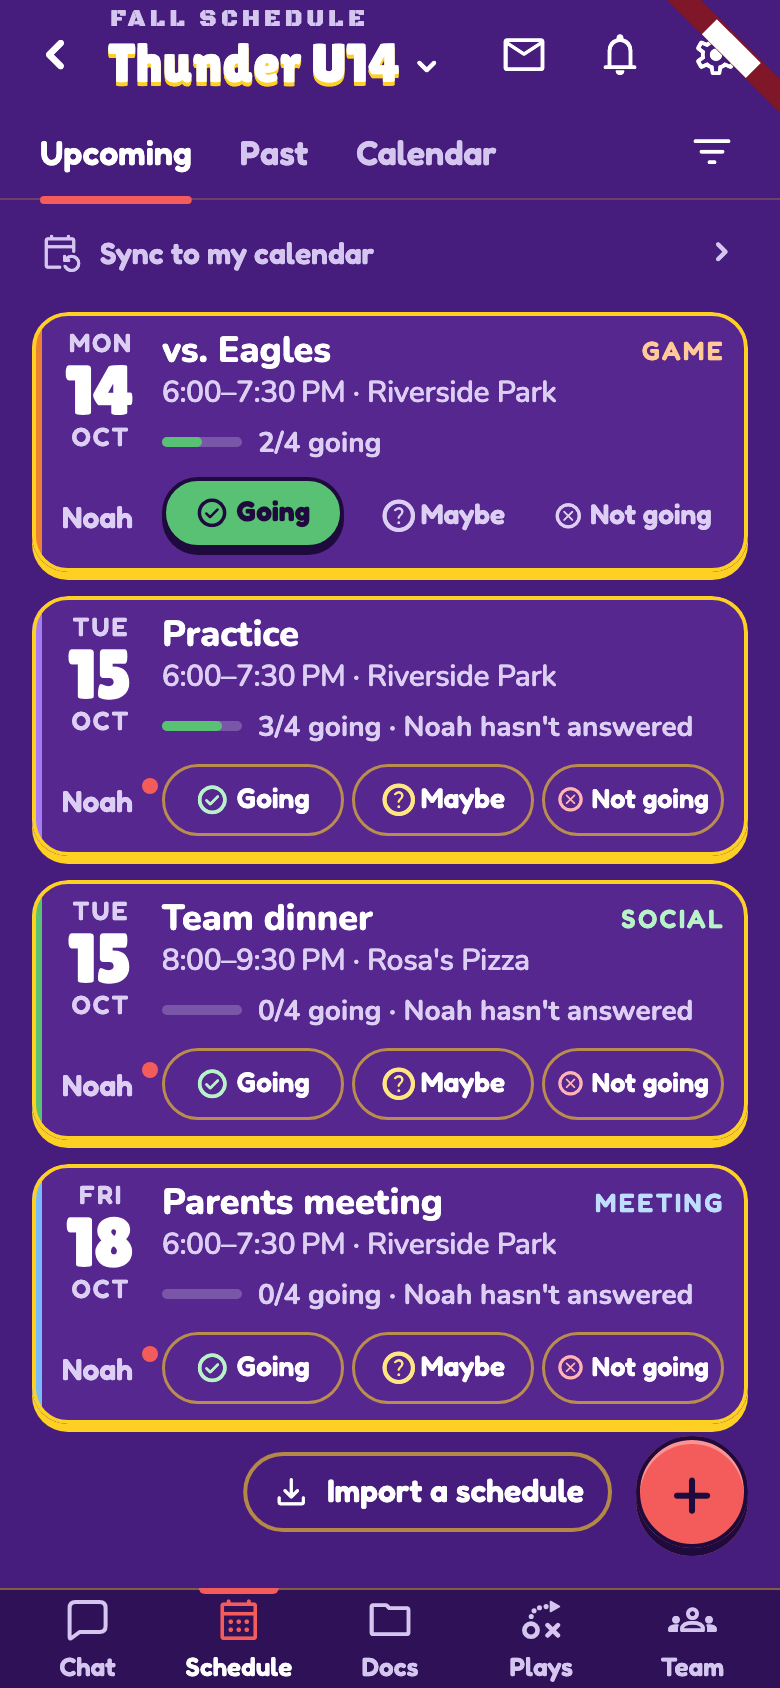 FALL SCHEDULE
Thunder U14
Upcoming Past Calendar
Sync to my calendar
MON
14
OCT
vs. Eagles
GAME
6:00–7:30 PM · Riverside Park
2/4 going
Noah
Going
Maybe
Not going
TUE
15
OCT
Practice
6:00–7:30 PM · Riverside Park
3/4 going · Noah hasn't answered
Noah
Going
Maybe
Not going
TUE
15
OCT
Team dinner
SOCIAL
8:00–9:30 PM · Rosa's Pizza
0/4 going · Noah hasn't answered
Noah
Going
Maybe
Not going
FRI
18
OCT
Parents meeting
MEETING
6:00–7:30 PM · Riverside Park
0/4 going · Noah hasn't answered
Noah
Going
Maybe
Not going
Import a schedule
Chat Schedule Docs Plays Team